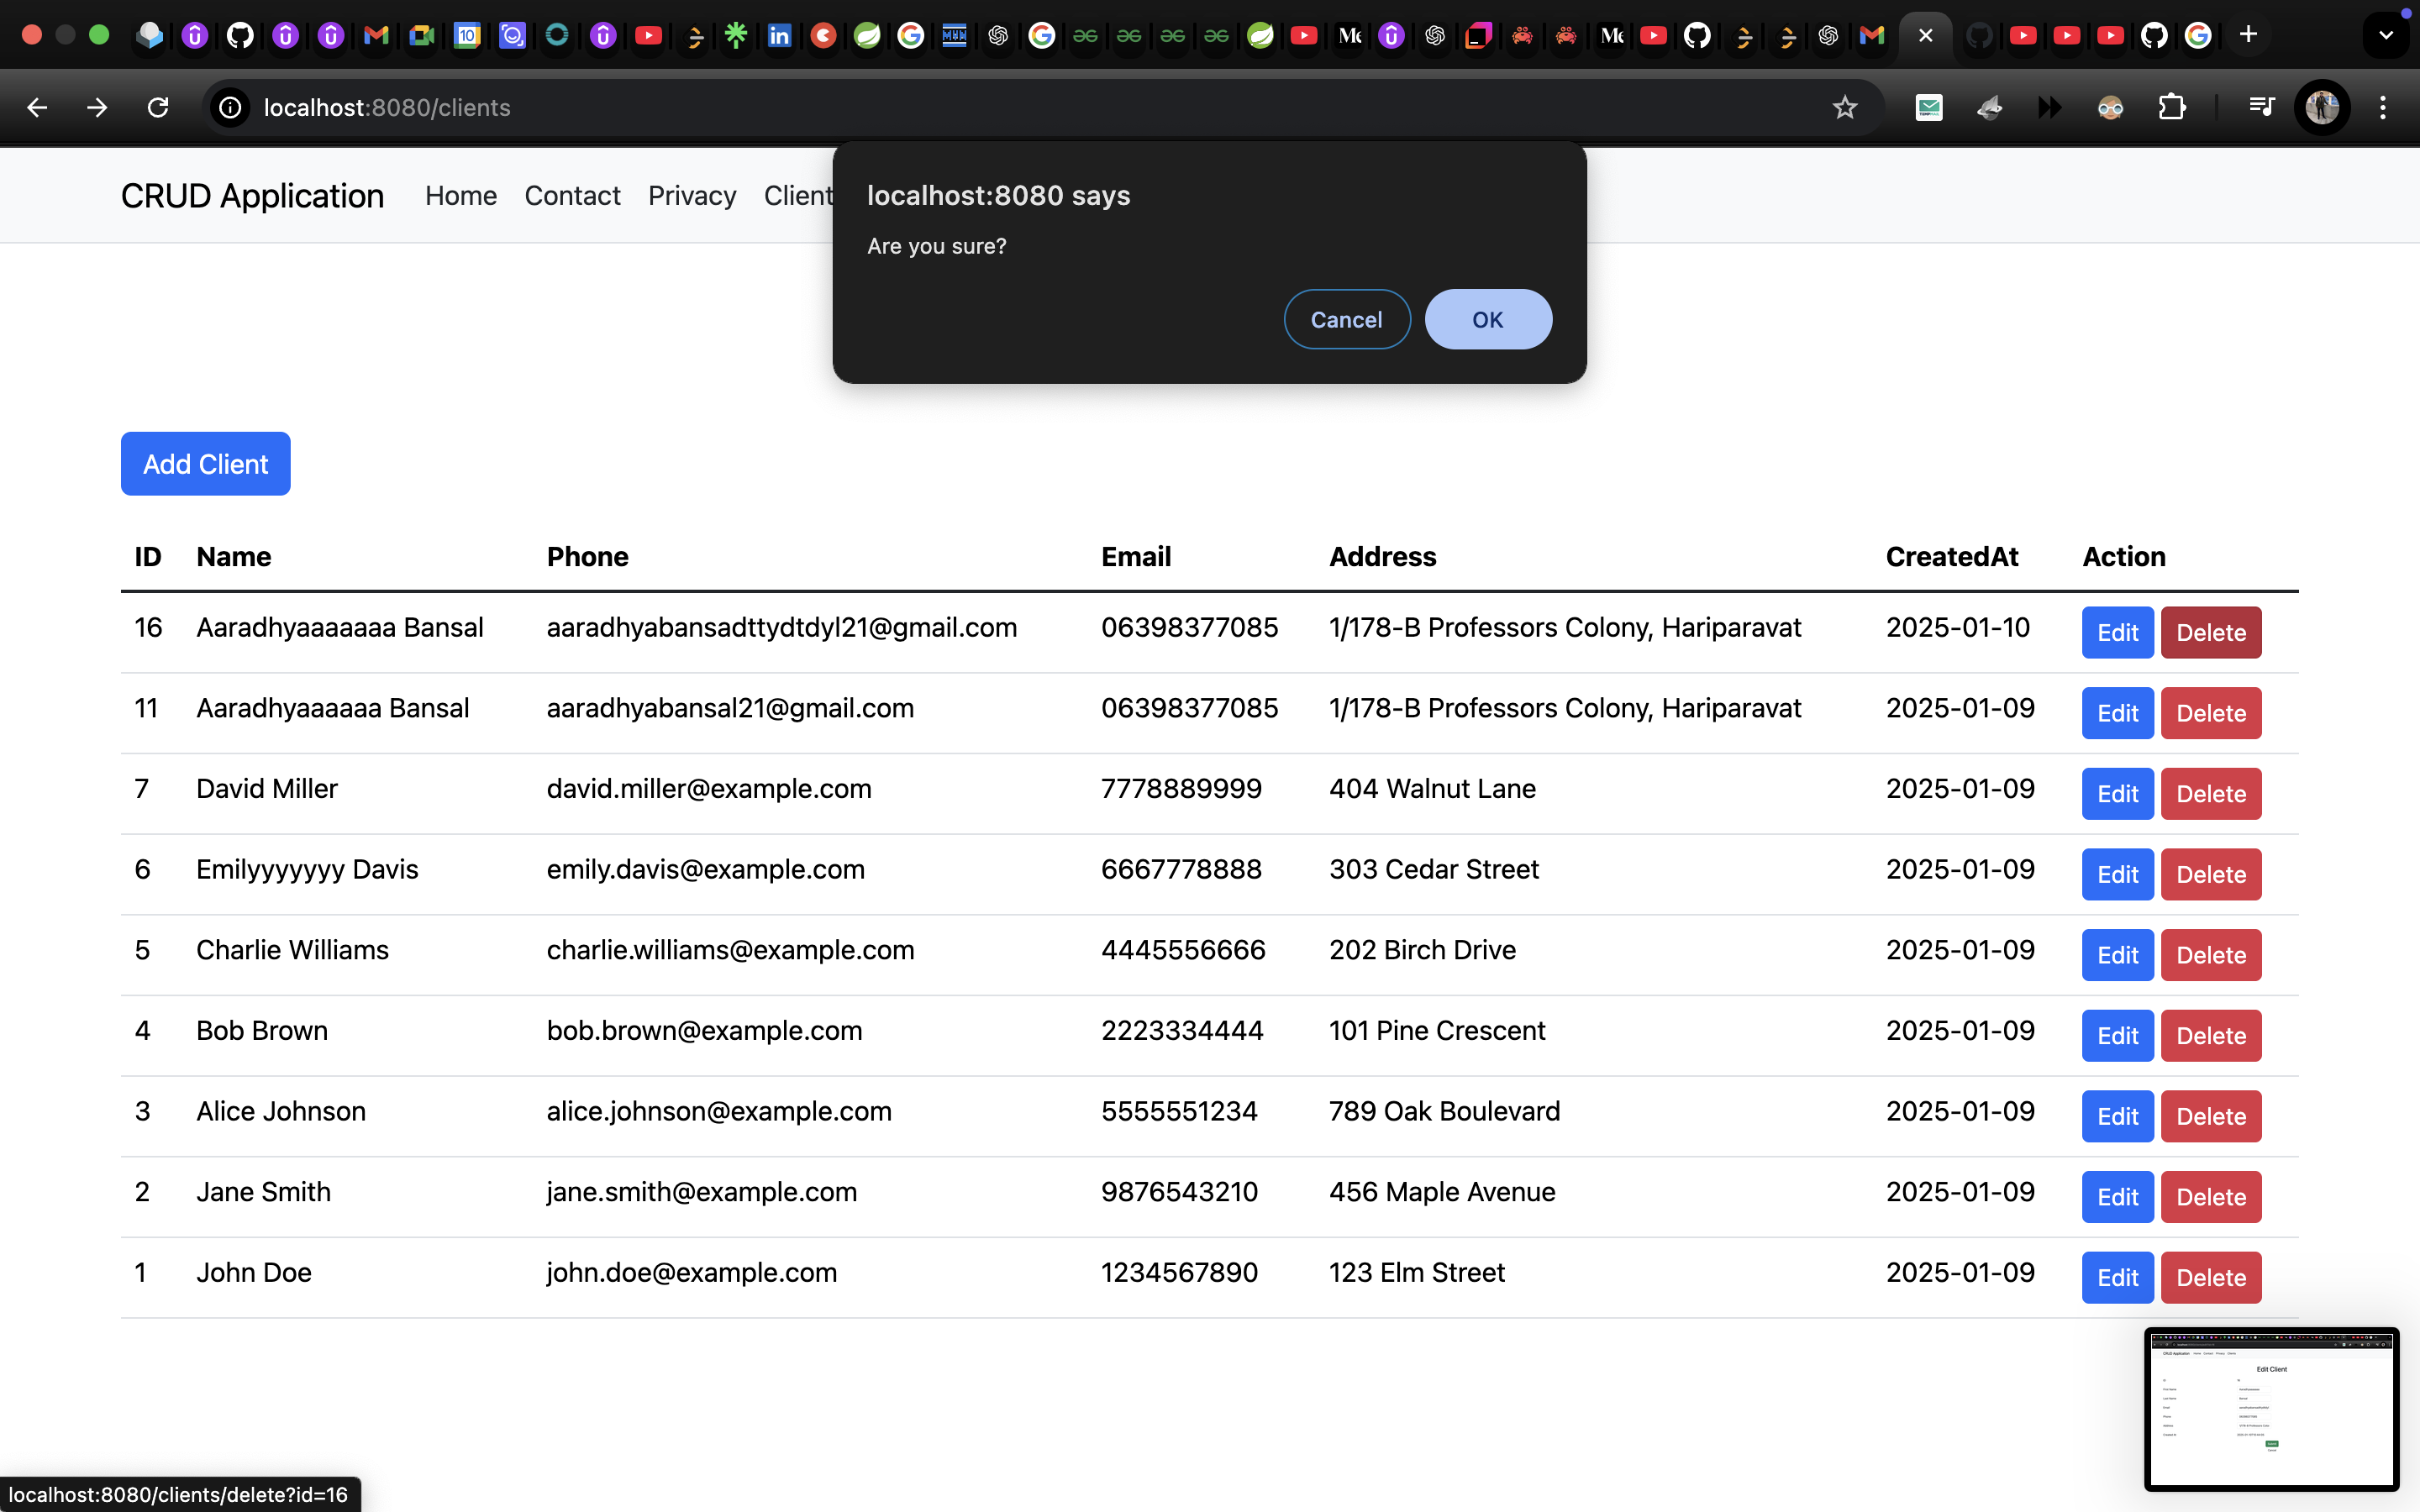 localhost:8080/clients
CRUD Application Home Contact Privacy Client
localhost:8080 says
Are you sure?
Cancel OK
Add Client
ID Name Phone Email Address CreatedAt Action
16 Aaradhyaaaaaaa Bansal aaradhyabansadttydtdyl21@gmail.com 06398377085 1/178-B Professors Colony, Hariparavat 2025-01-10 Edit Delete
11 Aaradhyaaaaaa Bansal aaradhyabansal21@gmail.com 06398377085 1/178-B Professors Colony, Hariparavat 2025-01-09 Edit Delete
7 David Miller david.miller@example.com 7778889999 404 Walnut Lane 2025-01-09 Edit Delete
6 Emilyyyyyyy Davis emily.davis@example.com 6667778888 303 Cedar Street 2025-01-09 Edit Delete
5 Charlie Williams charlie.williams@example.com 4445556666 202 Birch Drive 2025-01-09 Edit Delete
4 Bob Brown bob.brown@example.com 2223334444 101 Pine Crescent 2025-01-09 Edit Delete
3 Alice Johnson alice.johnson@example.com 5555551234 789 Oak Boulevard 2025-01-09 Edit Delete
2 Jane Smith jane.smith@example.com 9876543210 456 Maple Avenue 2025-01-09 Edit Delete
1 John Doe john.doe@example.com 1234567890 123 Elm Street 2025-01-09 Edit Delete
Edit Client
localhost:8080/clients/delete?id=16